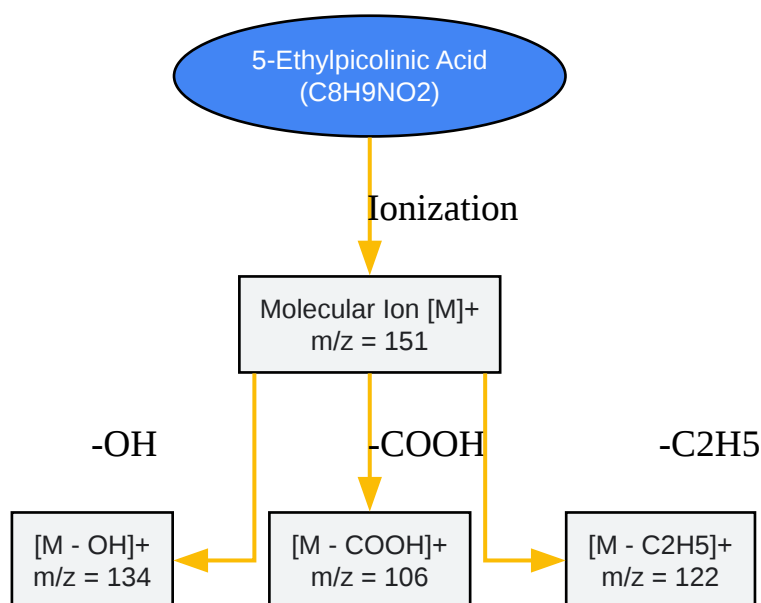 5-Ethylpicolinic Acid
(C8H9NO2)
Ionization
Molecular Ion [M]+
m/z = 151
-OH
-COOH
-C2H5
[M - OH]+
m/z = 134
[M - COOH]+
m/z = 106
[M - C2H5]+
m/z = 122